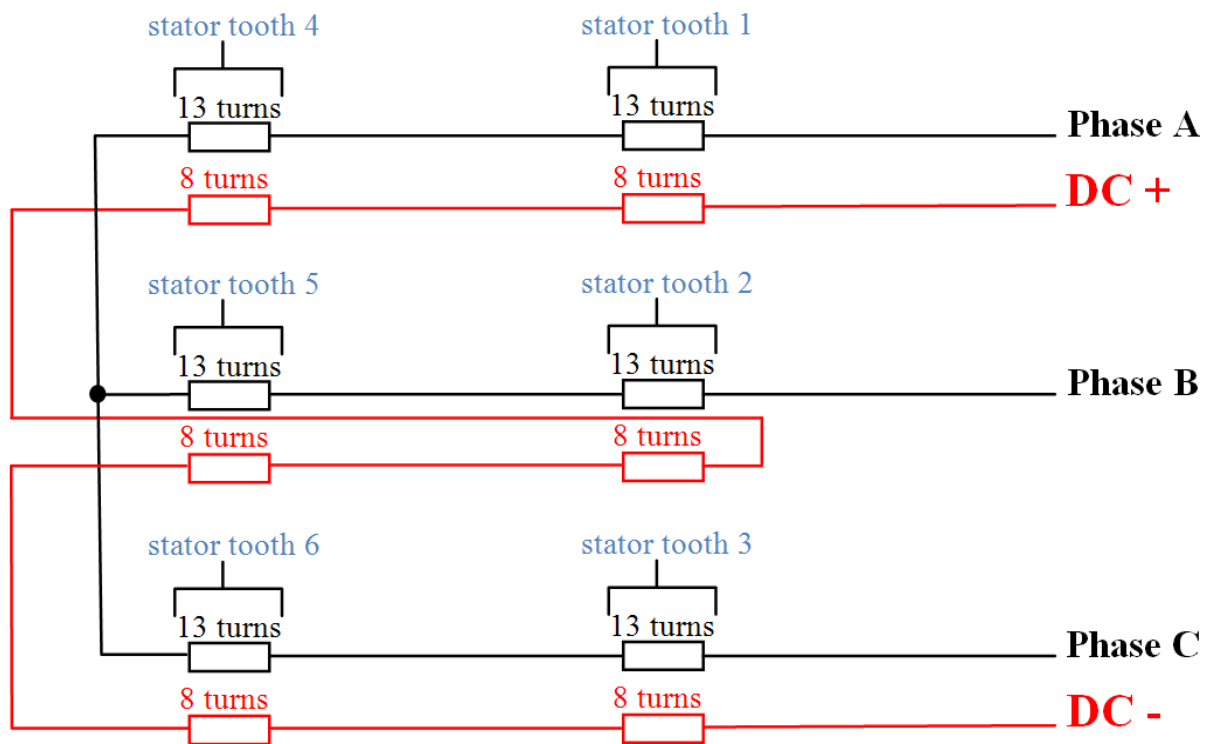 stator tooth 4
stator tooth 1
13 turns
13 turns
Phase A
8 turns
8 turns
DC +
stator tooth 5
stator tooth 2
13 turns
13 turns
Phase B
8 turns
8 turns
stator tooth 6
stator tooth 3
13 turns
13 turns
Phase C
8 turns
8 turns
DC -